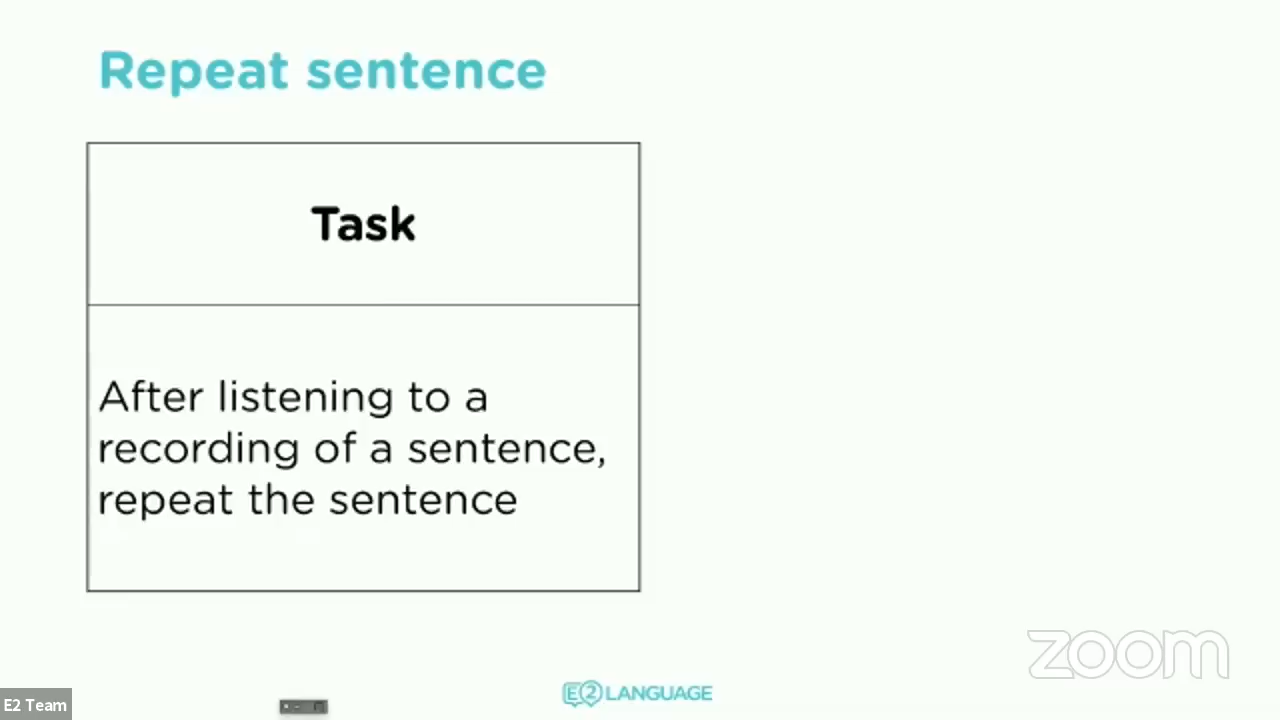 Repeat sentence
Task
After listening to a
recording of a sentence,
repeat the sentence
zoom
E2 LANGUAGE
E2 Team